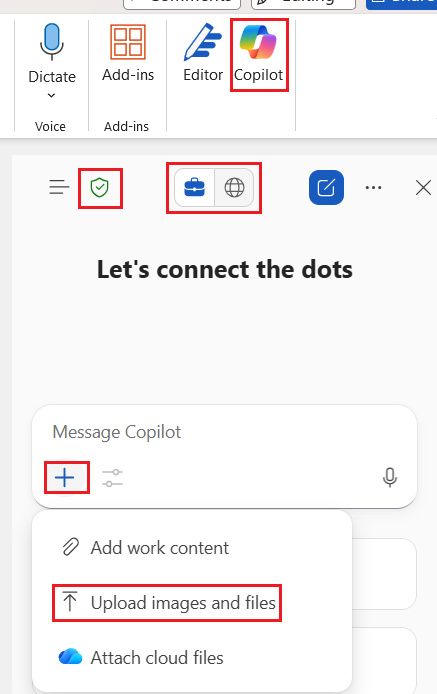 Comments
Editing
Share
Dictate
Add-ins
Editor
Copilot
Voice
Add-ins
Let's connect the dots
Message Copilot
Add work content
Upload images and files
Attach cloud files